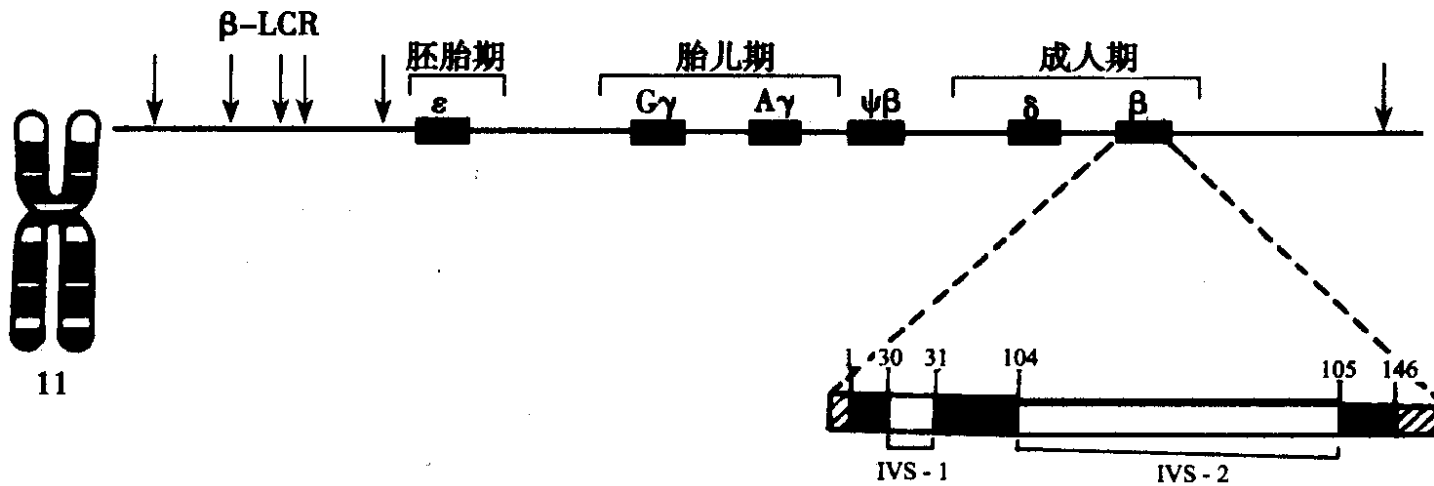 β-LCR
胚胎期 胎儿期 成人期
ε Gγ Aγ ψβ δ β
11
1 30 31 104 105 146
IVS - 1 IVS - 2